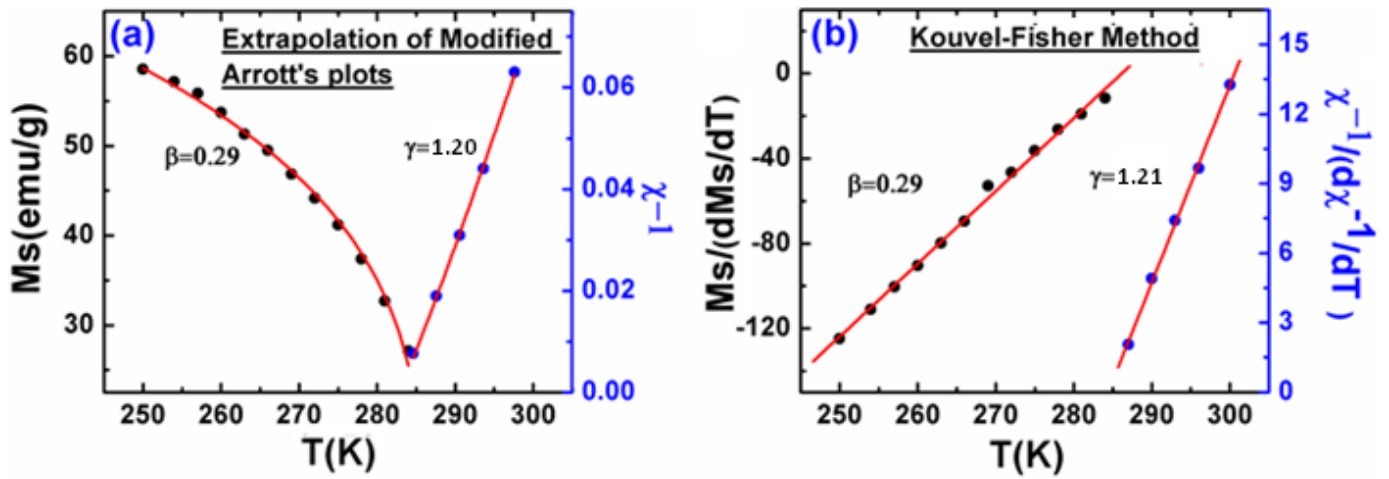 (a)
Extrapolation of Modified
Arrott's plots
Ms(emu/g)
60
50
40
30
β=0.29
γ=1.20
0.06
0.04
0.02
0.00
χ⁻¹
250 260 270 280 290 300
T(K)
(b)
Kouvel-Fisher Method
Ms/(dMs/dT)
0
-40
-80
-120
β=0.29
γ=1.21
15
12
9
6
3
0
χ⁻¹/(dχ⁻¹/dT)
250 260 270 280 290 300
T(K)